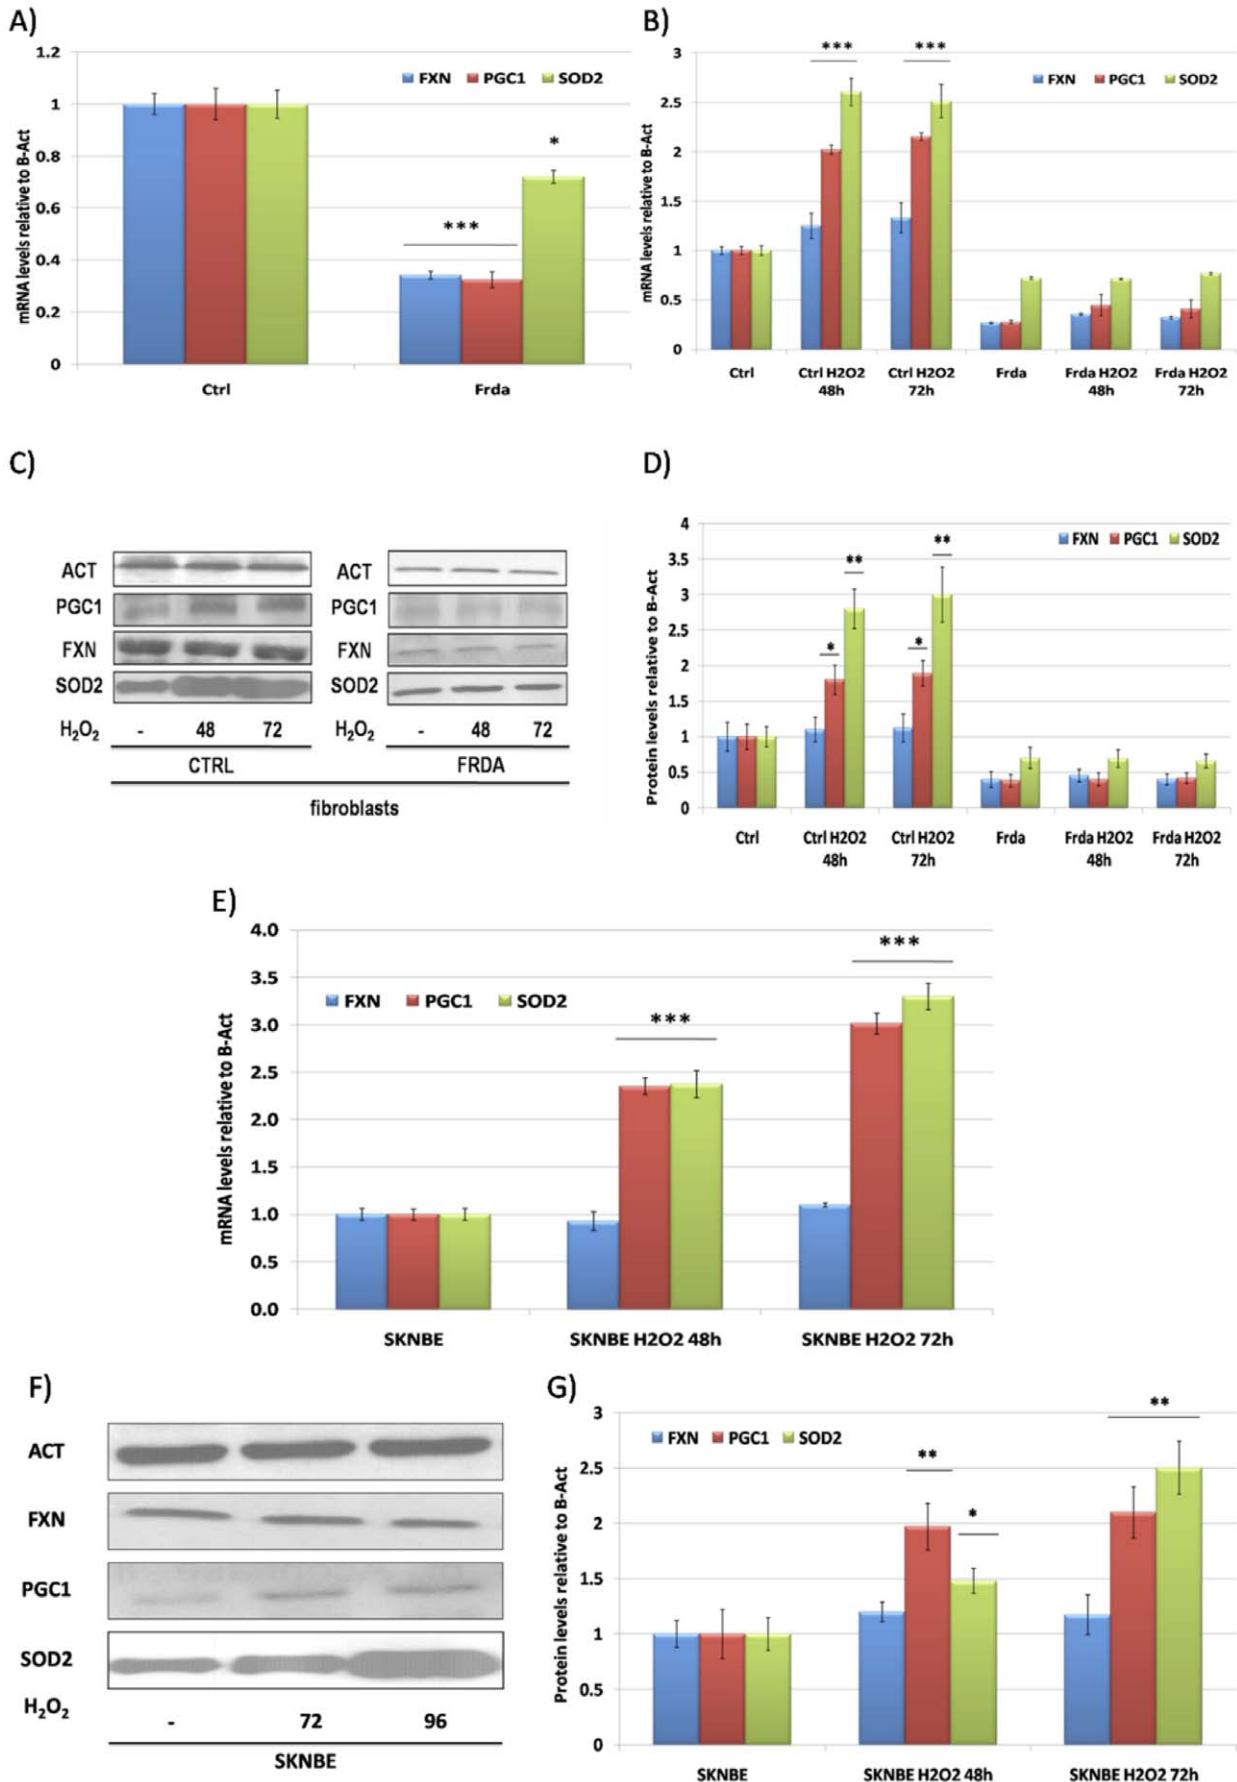 A)
mRNA levels relative to B-Act
1.2
1
0.8
0.6
0.4
0.2
0
FXN PGC1 SOD2
***
*
Ctrl Frda
B)
mRNA levels relative to B-Act
3
2.5
2
1.5
1
0.5
0
*** ***
FXN PGC1 SOD2
Ctrl Ctrl H2O2 48h Ctrl H2O2 72h Frda Frda H2O2 48h Frda H2O2 72h
C)
ACT ACT
PGC1 PGC1
FXN FXN
SOD2 SOD2
H₂O₂ - 48 72 H₂O₂ - 48 72
CTRL FRDA
fibroblasts
D)
Protein levels relative to B-Act
4
3.5
3
2.5
2
1.5
1
0.5
0
FXN PGC1 SOD2
** **
* *
Ctrl Ctrl H2O2 48h Ctrl H2O2 72h Frda Frda H2O2 48h Frda H2O2 72h
E)
mRNA levels relative to B-Act
4.0
3.5
3.0
2.5
2.0
1.5
1.0
0.5
0.0
FXN PGC1 SOD2
*** ***
SKNBE SKNBE H2O2 48h SKNBE H2O2 72h
F)
ACT
FXN
PGC1
SOD2
H₂O₂
- 72 96
SKNBE
G)
Protein levels relative to B-Act
3
2.5
2
1.5
1
0.5
0
FXN PGC1 SOD2
** * **
SKNBE SKNBE H2O2 48h SKNBE H2O2 72h